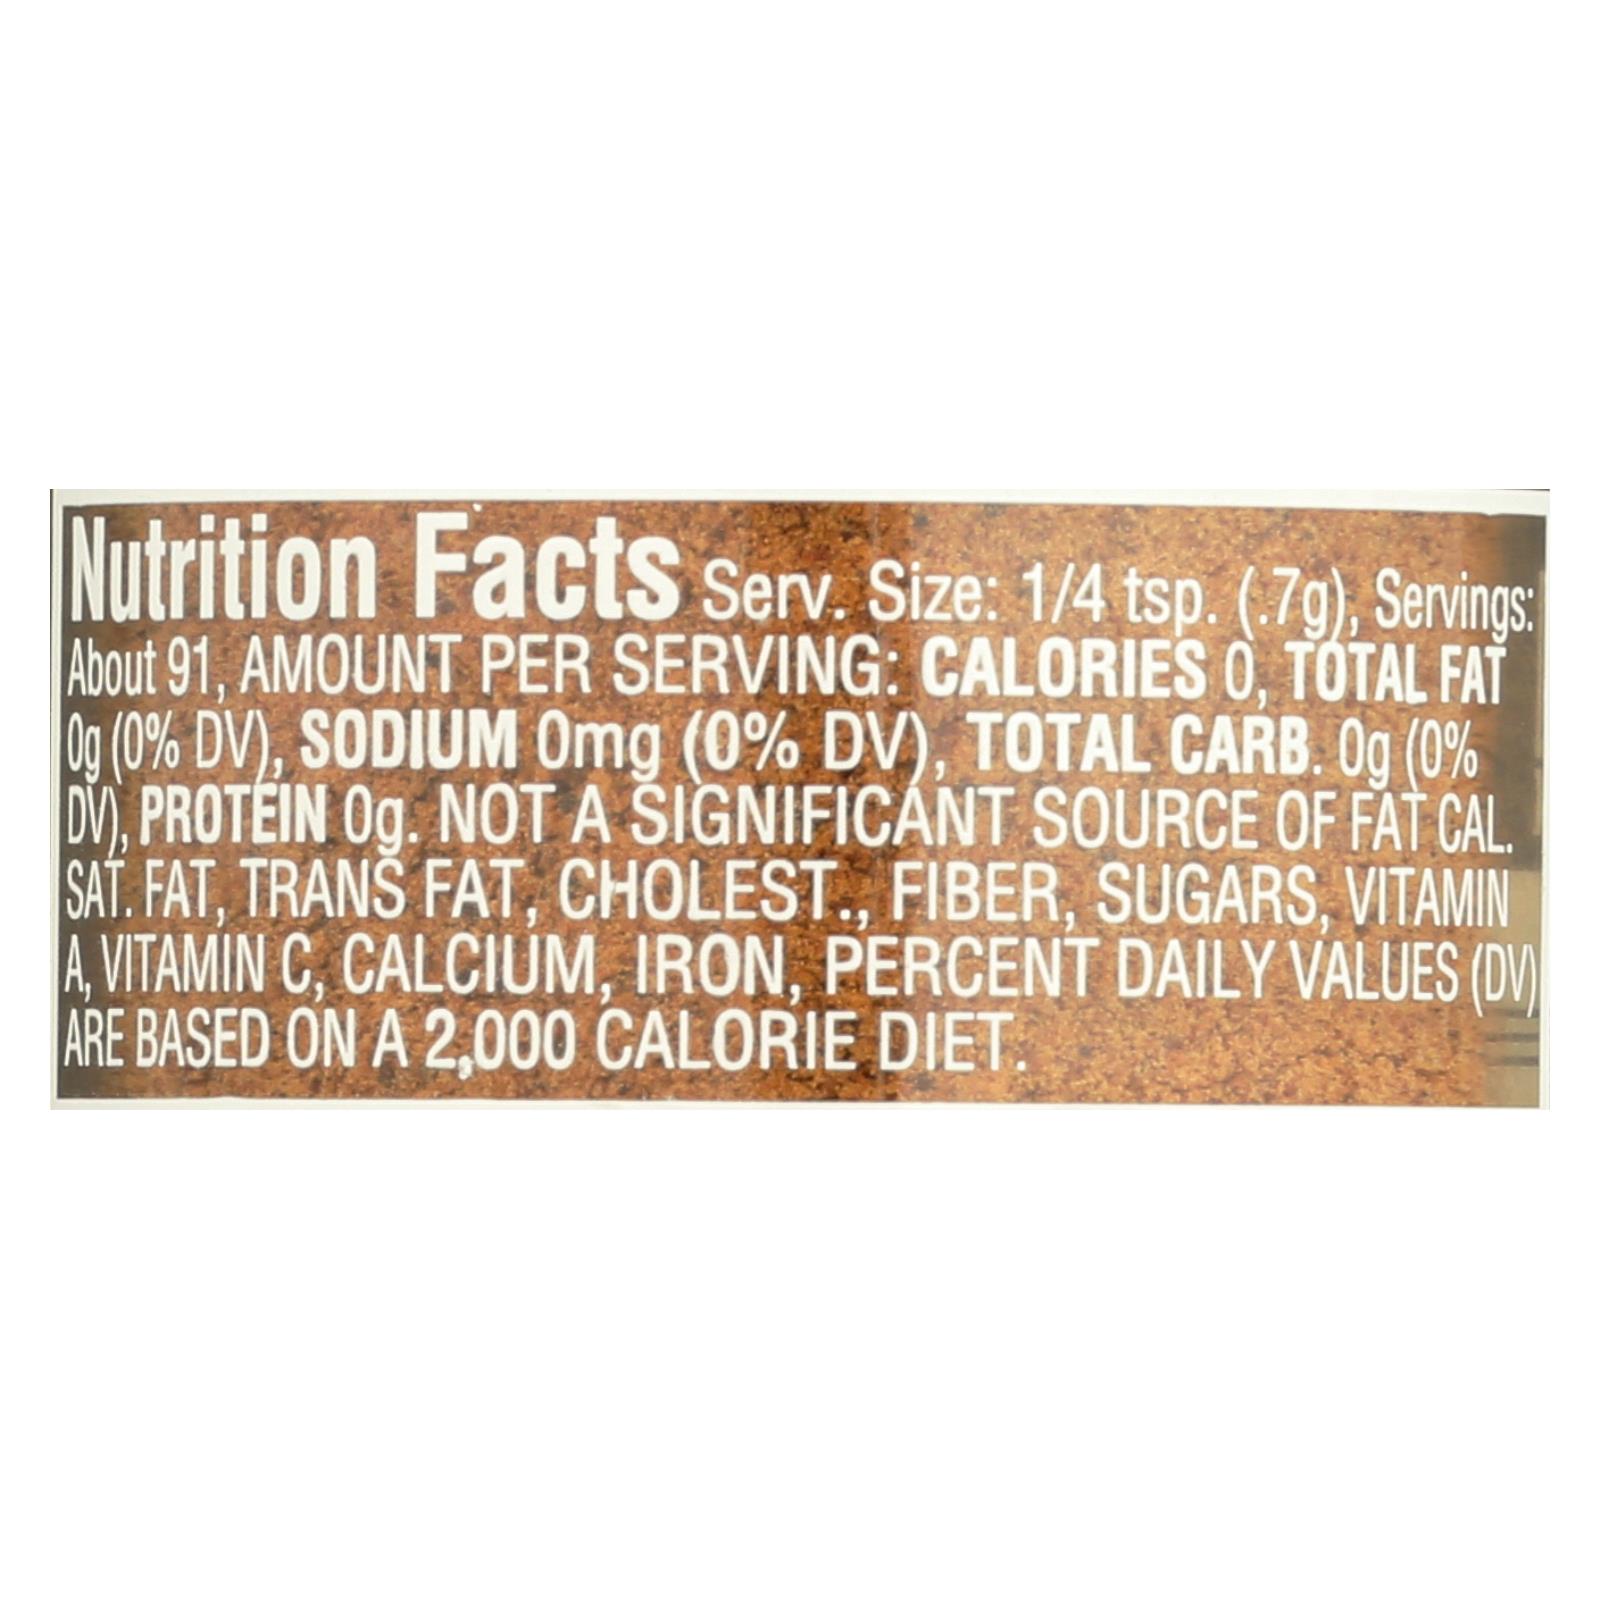 Nutrition Facts Serv. Size: 1/4 tsp. (.7g), Servings:
About 91, AMOUNT PER SERVING: CALORIES 0, TOTAL FAT
0g (0% DV), SODIUM 0mg (0% DV), TOTAL CARB. 0g (0%
DV), PROTEIN 0g. NOT A SIGNIFICANT SOURCE OF FAT CAL.
SAT. FAT, TRANS FAT, CHOLEST., FIBER, SUGARS, VITAMIN
A, VITAMIN C, CALCIUM, IRON, PERCENT DAILY VALUES (DV)
ARE BASED ON A 2,000 CALORIE DIET.